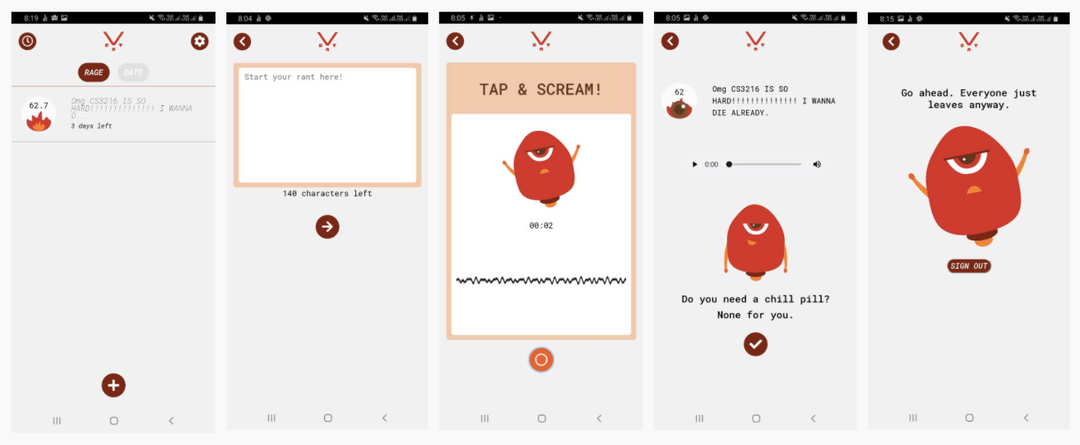 8:19
RAGE
DATE
62.7
Omg CS3216 IS SO
HARD!!!!!!!!!!!!!! I WANNA
D...
3 days left
8:04
Start your rant here!
140 characters left
8:05
TAP & SCREAM!
00:02
8:05
62
Omg CS3216 IS SO
HARD!!!!!!!!!!!!!! I WANNA
DIE ALREADY.
0:00
Do you need a chill pill?
None for you.
8:15
Go ahead. Everyone just
leaves anyway.
SIGN OUT